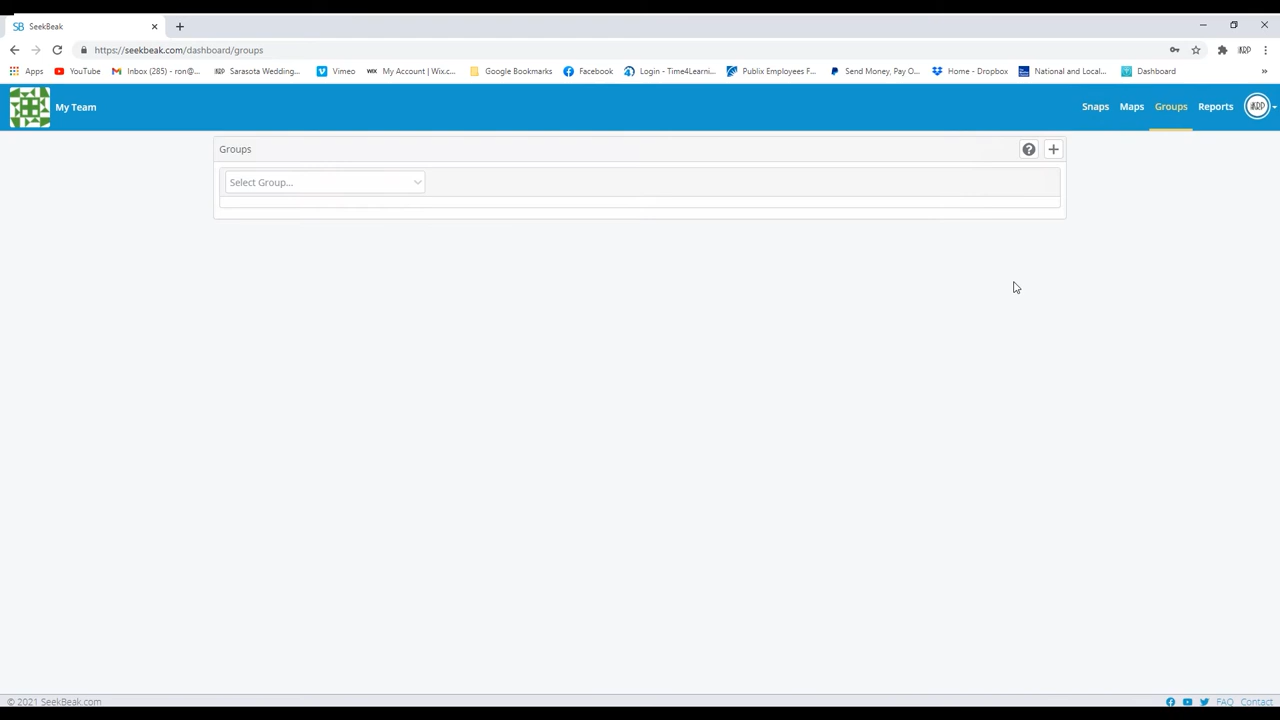 SB SeekBeak
https://seekbeak.com/dashboard/groups
Apps YouTube Inbox (285) - ron@... Sarasota Wedding... Vimeo WIX My Account | Wix.c... Google Bookmarks Facebook Login - Time4Learni... Publix Employees F... Send Money, Pay O... Home - Dropbox National and Local... Dashboard »
My Team Snaps Maps Groups Reports
Groups ? +
Select Group...
© 2021 SeekBeak.com FAQ Contact